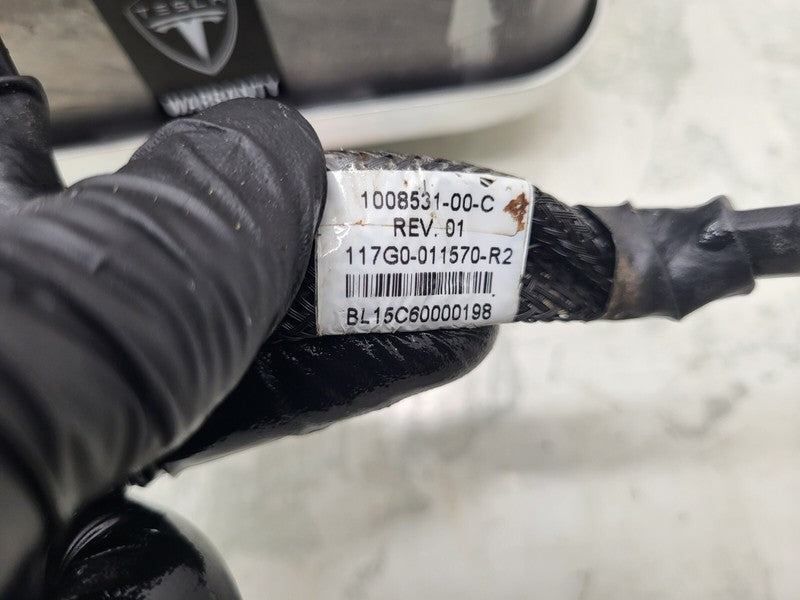 TESLA
WARRANTY
1008531-00-C
REV. 01
117G0-011570-R2
BL15C60000198